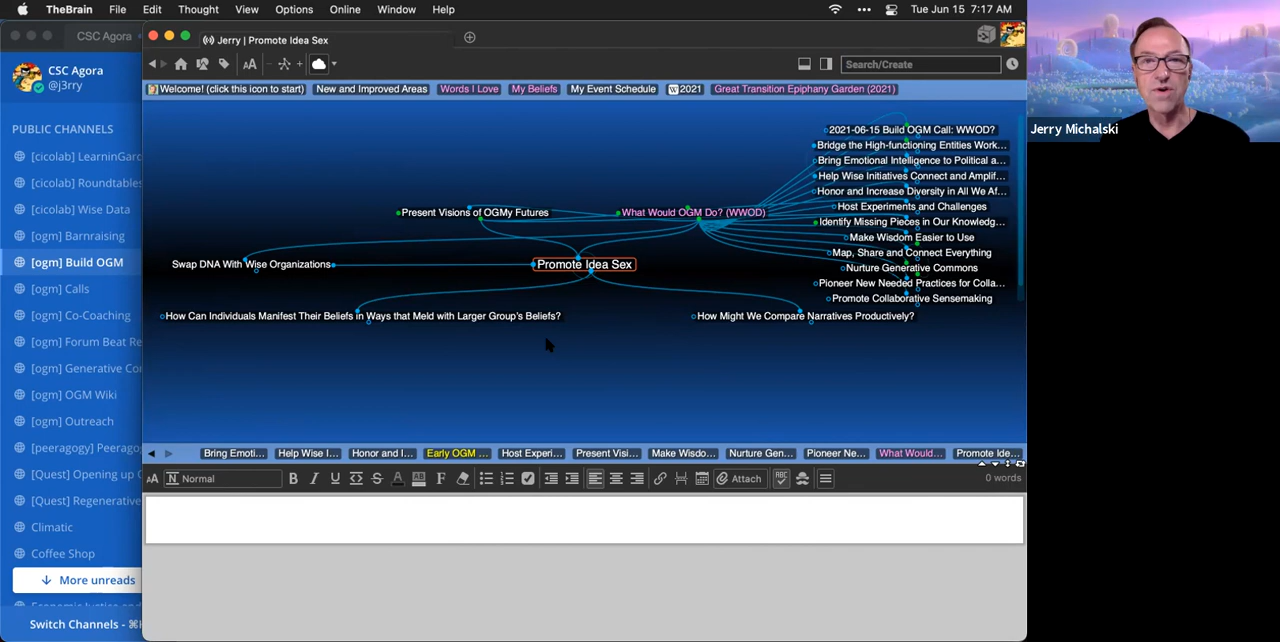 TheBrain File Edit View Thought Options Online Window Help
Tue Jun 15 7:17 AM
CSC Agora
CSC Agora
@j3rry
PUBLIC CHANNELS
[cicolab] LearninGard
[cicolab] Roundtables
[cicolab] Wise Data
[ogm] Barnraising
[ogm] Build OGM
[ogm] Calls
[ogm] Co-Coaching
[ogm] Forum Beat Re
[ogm] Generative Co
[ogm] OGM Wiki
[ogm] Outreach
[peeragogy] Peerago
[Quest] Opening up
[Quest] Regenerative
Climatic
Coffee Shop
More unreads
Switch Channels - ⌘
Jerry | Promote Idea Sex
Search/Create
Welcome! (click this icon to start) New and Improved Areas Words I Love My Beliefs My Event Schedule 2021 Great Transition Epiphany Garden (2021)
2021-06-15 Build OGM Call: WWOD?
Bridge the High-functioning Entities Work...
Bring Emotional Intelligence to Political a...
Help Wise Initiatives Connect and Amplif...
Honor and Increase Diversity in All We Af...
Host Experiments and Challenges
Identify Missing Pieces in Our Knowledg...
Make Wisdom Easier to Use
Map, Share and Connect Everything
Nurture Generative Commons
Pioneer New Needed Practices for Colla...
Promote Collaborative Sensemaking
Present Visions of OGMy Futures
What Would OGM Do? (WWOD)
Swap DNA With Wise Organizations
Promote Idea Sex
How Can Individuals Manifest Their Beliefs in Ways that Meld with Larger Group's Beliefs?
How Might We Compare Narratives Productively?
Bring Emoti... Help Wise I... Honor and I... Early OGM ... Host Experi... Present Visi... Make Wisdo... Nurture Gen... Pioneer Ne... What Would... Promote Ide...
Normal
Attach
0 words
Jerry Michalski